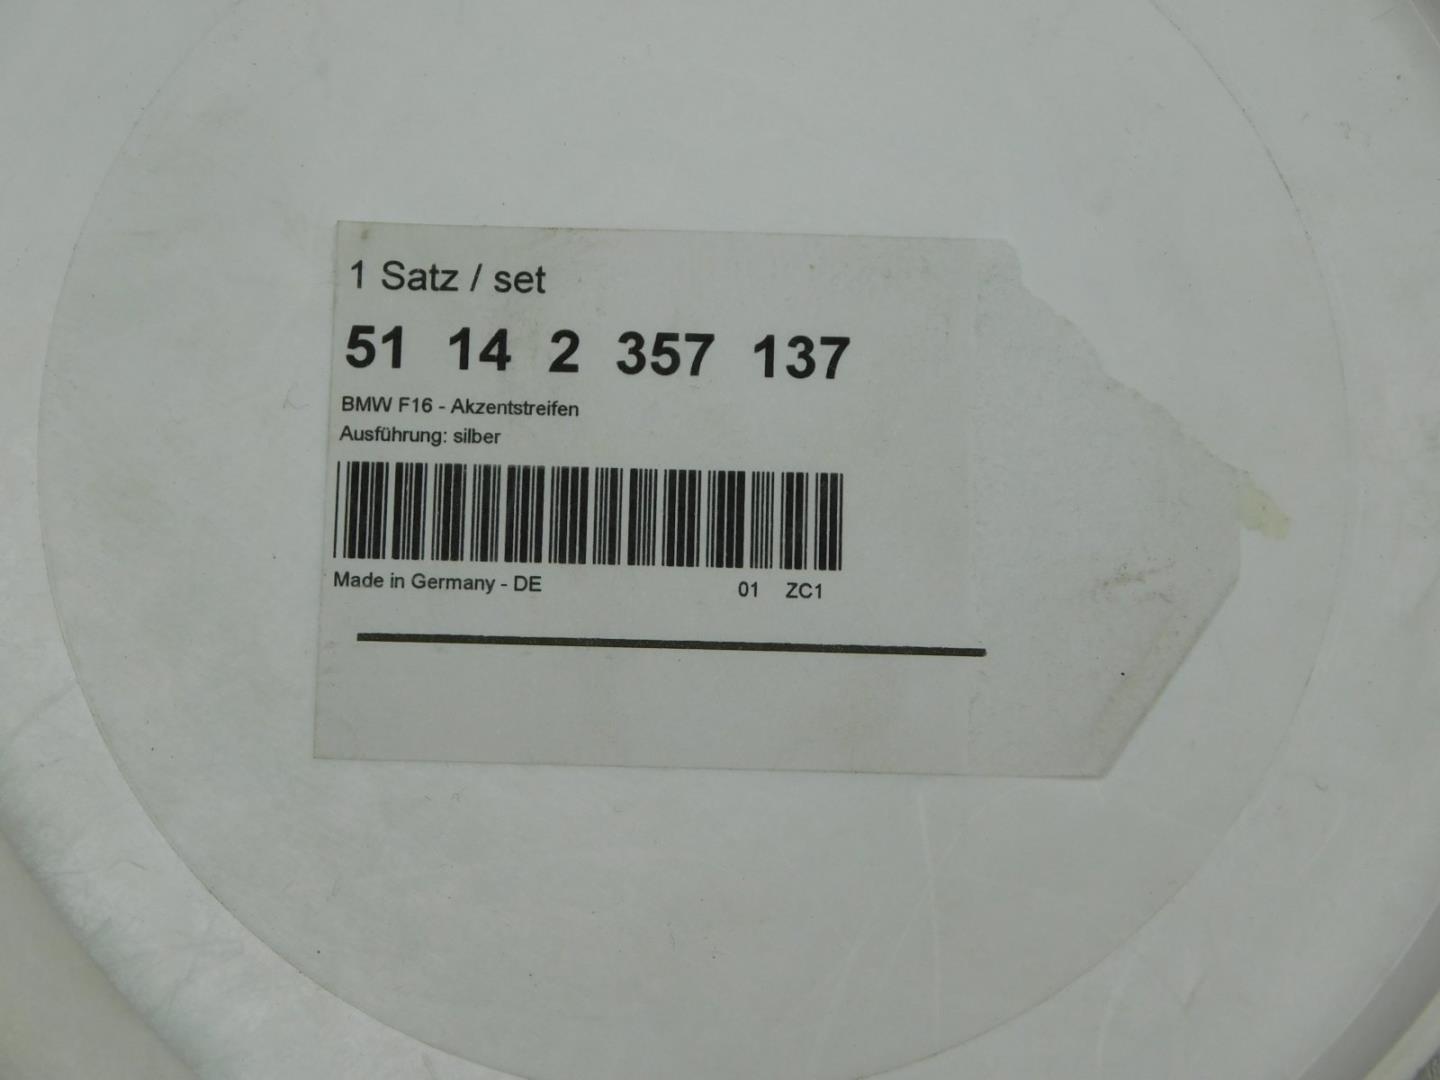 1 Satz / set
51 14 2 357 137
BMW F16 - Akzentstreifen
Ausführung: silber
Made in Germany - DE 01 ZC1